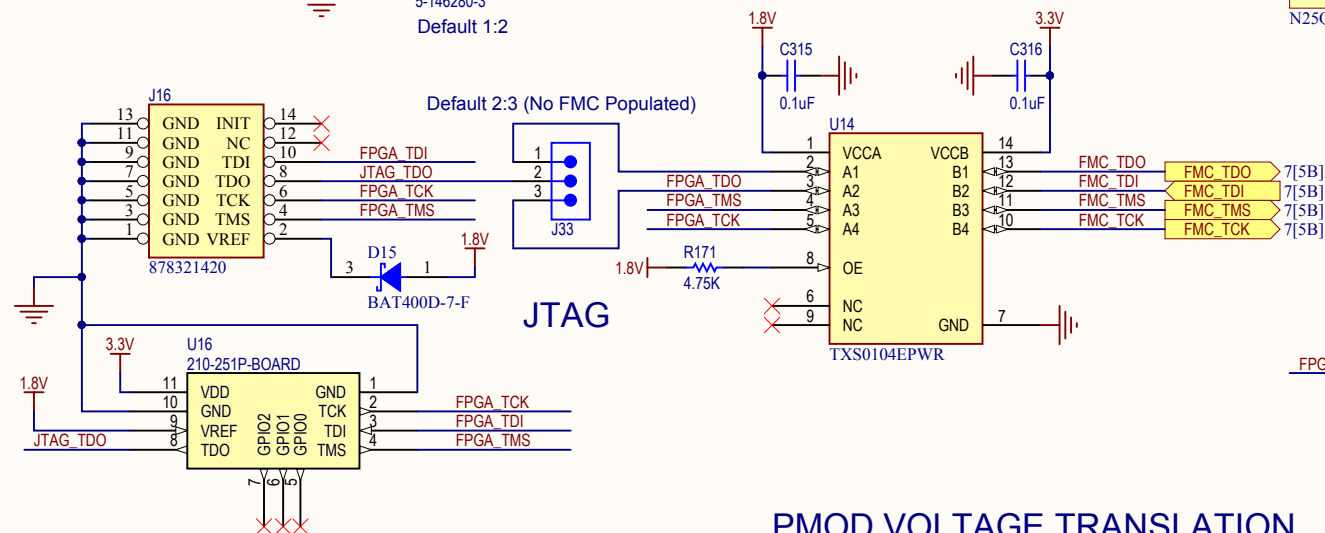 5-146280-3
Default 1:2
1.8V
3.3V
N25Q
C315
0.1uF
C316
0.1uF
J16
13 GND INIT 14
11 GND NC 12
9 GND TDI 10 FPGA_TDI
7 GND TDO 8 JTAG_TDO
5 GND TCK 6 FPGA_TCK
3 GND TMS 4 FPGA_TMS
1 GND VREF 2
878321420
Default 2:3 (No FMC Populated)
1
2
3
J33
D15
3 1
1.8V
BAT400D-7-F
JTAG
U14
1 VCCA VCCB 14
2 A1 B1 13 FMC_TDO FMC_TDO 7[5B]
FPGA_TDO 3 A2 B2 12 FMC_TDI FMC_TDI 7[5B]
FPGA_TMS 4 A3 B3 11 FMC_TMS FMC_TMS 7[5B]
FPGA_TCK 5 A4 B4 10 FMC_TCK FMC_TCK 7[5B]
R171
1.8V 8 OE
4.75K
6 NC
9 NC GND 7
TXS0104EPWR
3.3V
1.8V
U16
210-251P-BOARD
11 VDD GND 1
10 GND TCK 2 FPGA_TCK
9 VREF TDI 3 FPGA_TDI
JTAG_TDO 8 TDO TMS 4 FPGA_TMS
GPIO2 GPIO1 GPIO0
7 6 5
PMOD VOLTAGE TRANSLATION